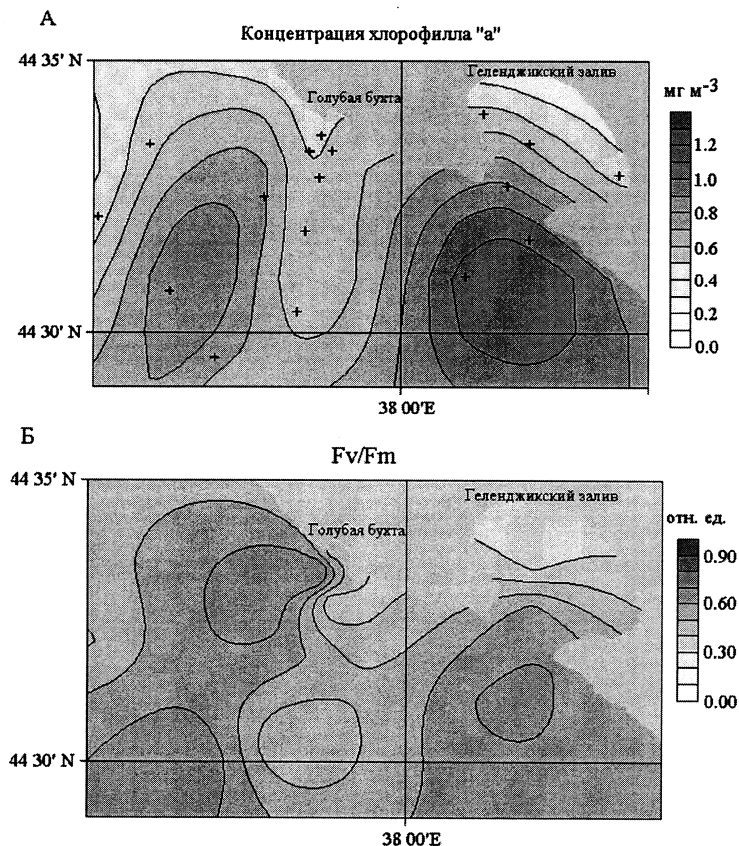 А
Концентрация хлорофилла "а"
44 35' N
Голубая бухта
Геленджикский залив
мг м-3
1.2
1.0
0.8
0.6
0.4
0.2
0.0
44 30' N
38 00'E
Б
Fv/Fm
44 35' N
Голубая бухта
Геленджикский залив
отн. ед.
0.90
0.60
0.30
0.00
44 30' N
38 00'E